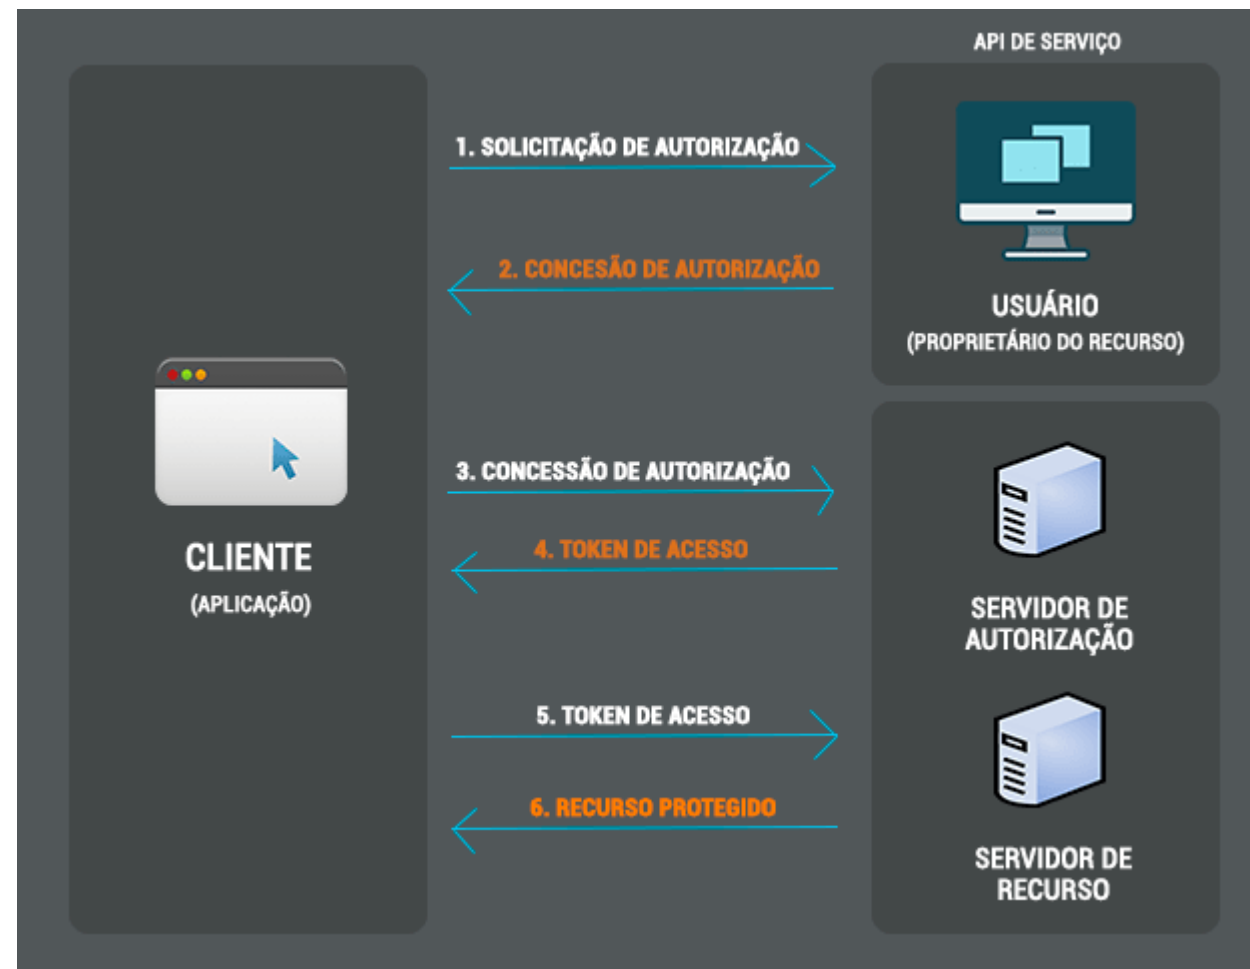 API DE SERVIÇO
1. SOLICITAÇÃO DE AUTORIZAÇÃO
2. CONCESÃO DE AUTORIZAÇÃO
USUÁRIO
(PROPRIETÁRIO DO RECURSO)
3. CONCESSÃO DE AUTORIZAÇÃO
4. TOKEN DE ACESSO
CLIENTE
(APLICAÇÃO)
SERVIDOR DE
AUTORIZAÇÃO
5. TOKEN DE ACESSO
6. RECURSO PROTEGIDO
SERVIDOR DE
RECURSO